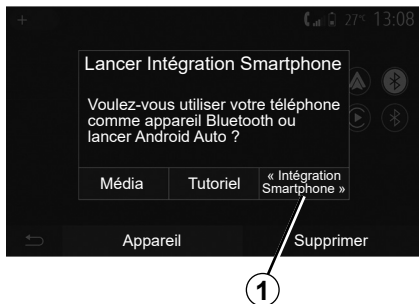 + 27°C 13:08
Lancer Intégration Smartphone
Voulez-vous utiliser votre téléphone
comme appareil Bluetooth ou
lancer Android Auto ?
Média Tutoriel « Intégration
Smartphone »
Appareil Supprimer
1